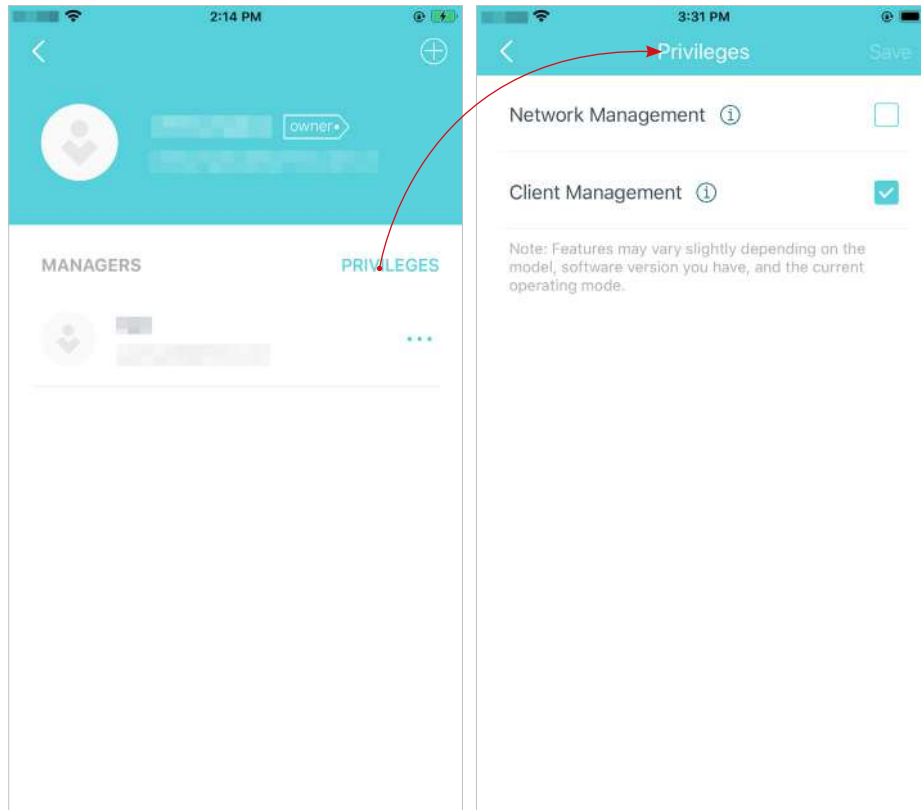 2:14 PM
owner
MANAGERS
PRIVILEGES
3:31 PM
Privileges
Save
Network Management
Client Management
Note: Features may vary slightly depending on the
model, software version you have, and the current
operating mode.